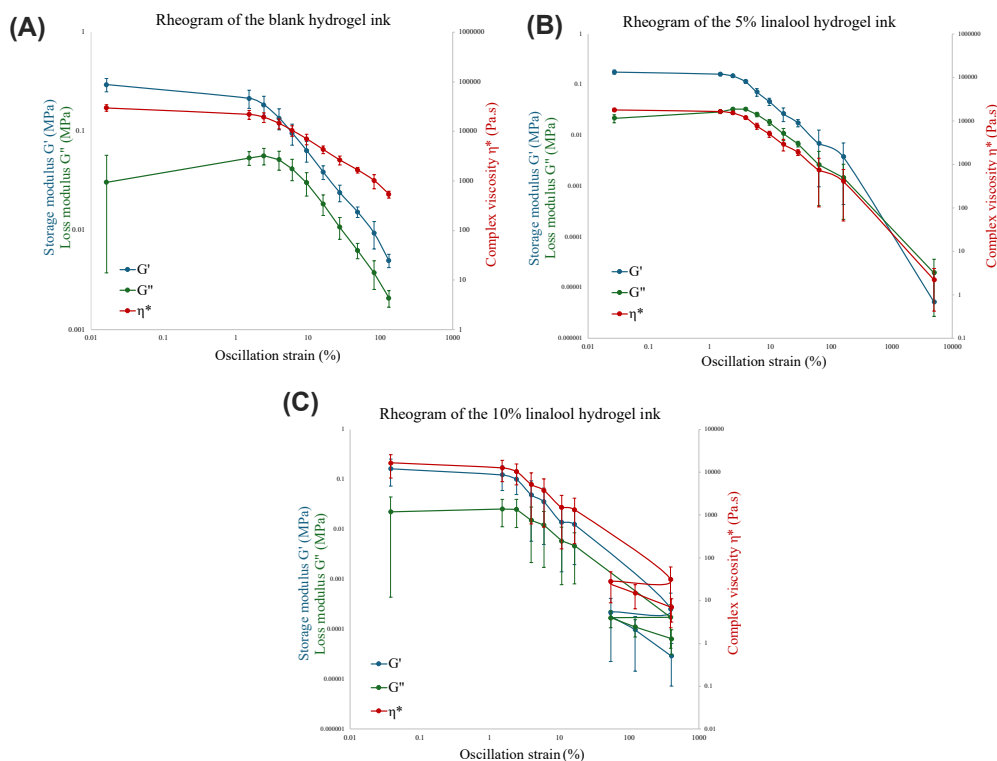 (A)
Rheogram of the blank hydrogel ink
Storage modulus G' (MPa)
Loss modulus G" (MPa)
1
0.1
0.01
0.001
1000000
100000
10000
1000
100
10
1
Complex viscosity η* (Pa.s)
G'
G"
η*
0.01
0.1
1
10
100
1000
Oscillation strain (%)
(B)
Rheogram of the 5% linalool hydrogel ink
Storage modulus G' (MPa)
Loss modulus G" (MPa)
1
0.1
0.01
0.001
0.0001
0.00001
0.000001
1000000
100000
10000
1000
100
10
1
0.1
Complex viscosity η* (Pa.s)
G'
G"
η*
0.01
0.1
1
10
100
1000
10000
Oscillation strain (%)
(C)
Rheogram of the 10% linalool hydrogel ink
Storage modulus G' (MPa)
Loss modulus G" (MPa)
1
0.1
0.01
0.001
0.0001
0.00001
0.000001
100000
10000
1000
100
10
1
0.1
0.01
Complex viscosity η* (Pa.s)
G'
G"
η*
0.01
0.1
1
10
100
1000
Oscillation strain (%)